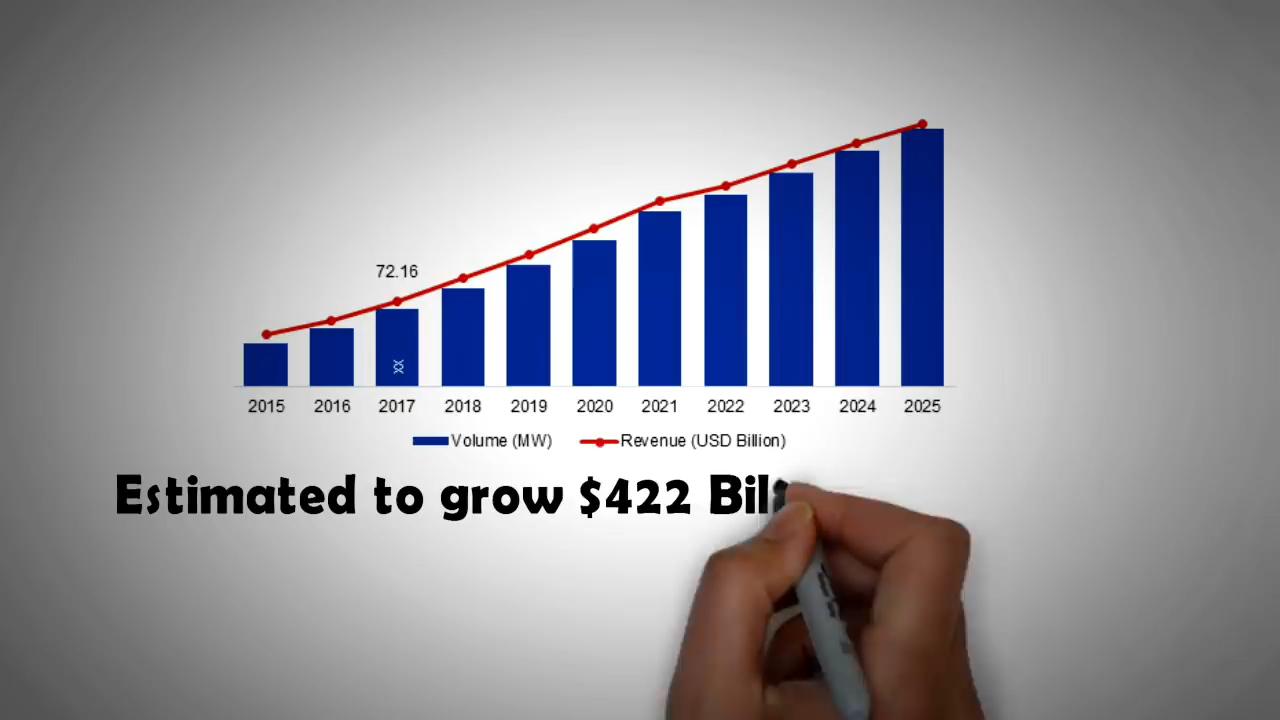 72.16
XX
2015 2016 2017 2018 2019 2020 2021 2022 2023 2024 2025
Volume (MW) Revenue (USD Billion)
Estimated to grow $422 Bil